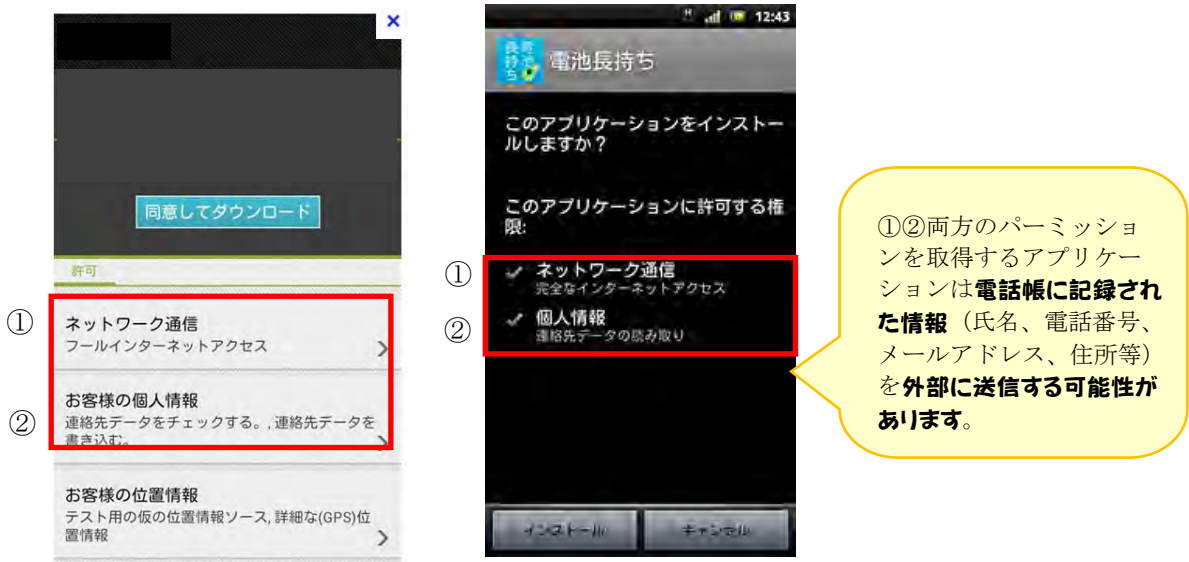 ×
同意してダウンロード
許可
①
ネットワーク通信
フールインターネットアクセス
②
お客様の個人情報
連絡先データをチェックする。, 連絡先データを
書き込む。
お客様の位置情報
テスト用の仮の位置情報ソース, 詳細な(GPS)位
置情報
H 12:43
電池長持ち
このアプリケーションをインストー
ルしますか？
このアプリケーションに許可する権
限:
①
ネットワーク通信
完全なインターネットアクセス
②
個人情報
連絡先データの読み取り
インストール
キャンセル
①②両方のパーミッショ
ンを取得するアプリケー
ションは電話帳に記録され
た情報（氏名、電話番号、
メールアドレス、住所等）
を外部に送信する可能性が
あります。